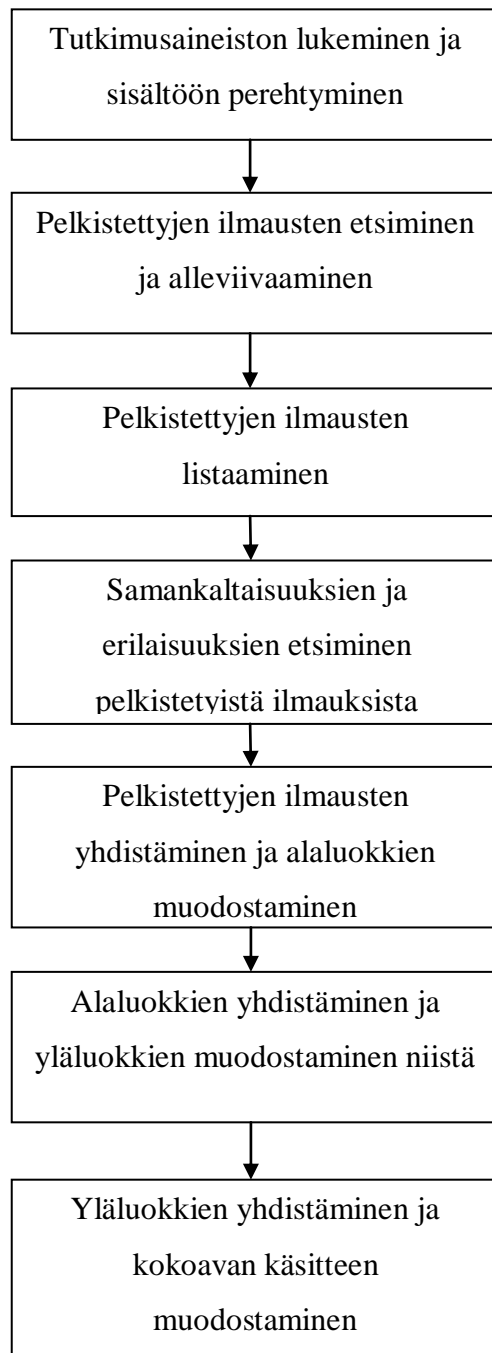 Tutkimusaineiston lukeminen ja
sisältöön perehtyminen
Pelkistettyjen ilmausten etsiminen
ja alleviivaaminen
Pelkistettyjen ilmausten
listaaminen
Samankaltaisuuksien ja
erilaisuuksien etsiminen
pelkistetyistä ilmauksista
Pelkistettyjen ilmausten
yhdistäminen ja alaluokkien
muodostaminen
Alaluokkien yhdistäminen ja
yläluokkien muodostaminen niistä
Yläluokkien yhdistäminen ja
kokoavan käsitteen
muodostaminen